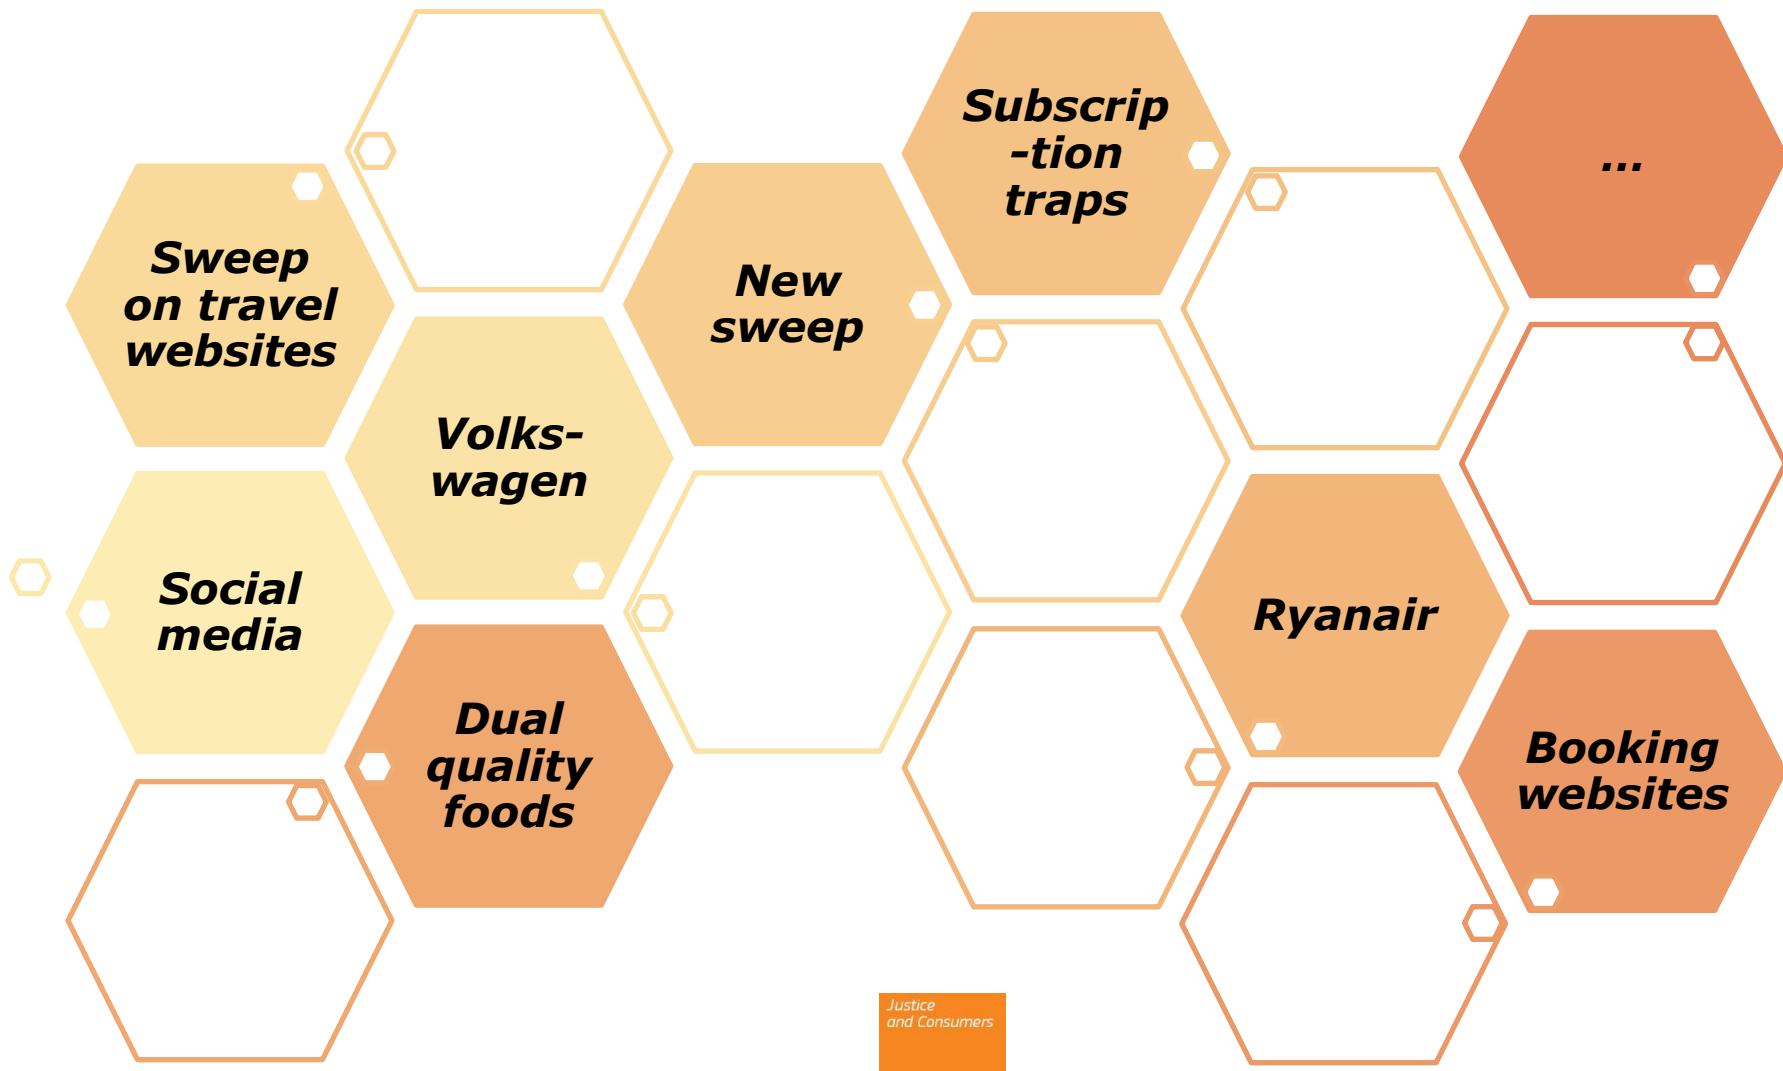 Subscrip
-tion
traps
...
Sweep
on travel
websites
New
sweep
Volks-
wagen
Social
media
Ryanair
Dual
quality
foods
Booking
websites
Justice
and Consumers